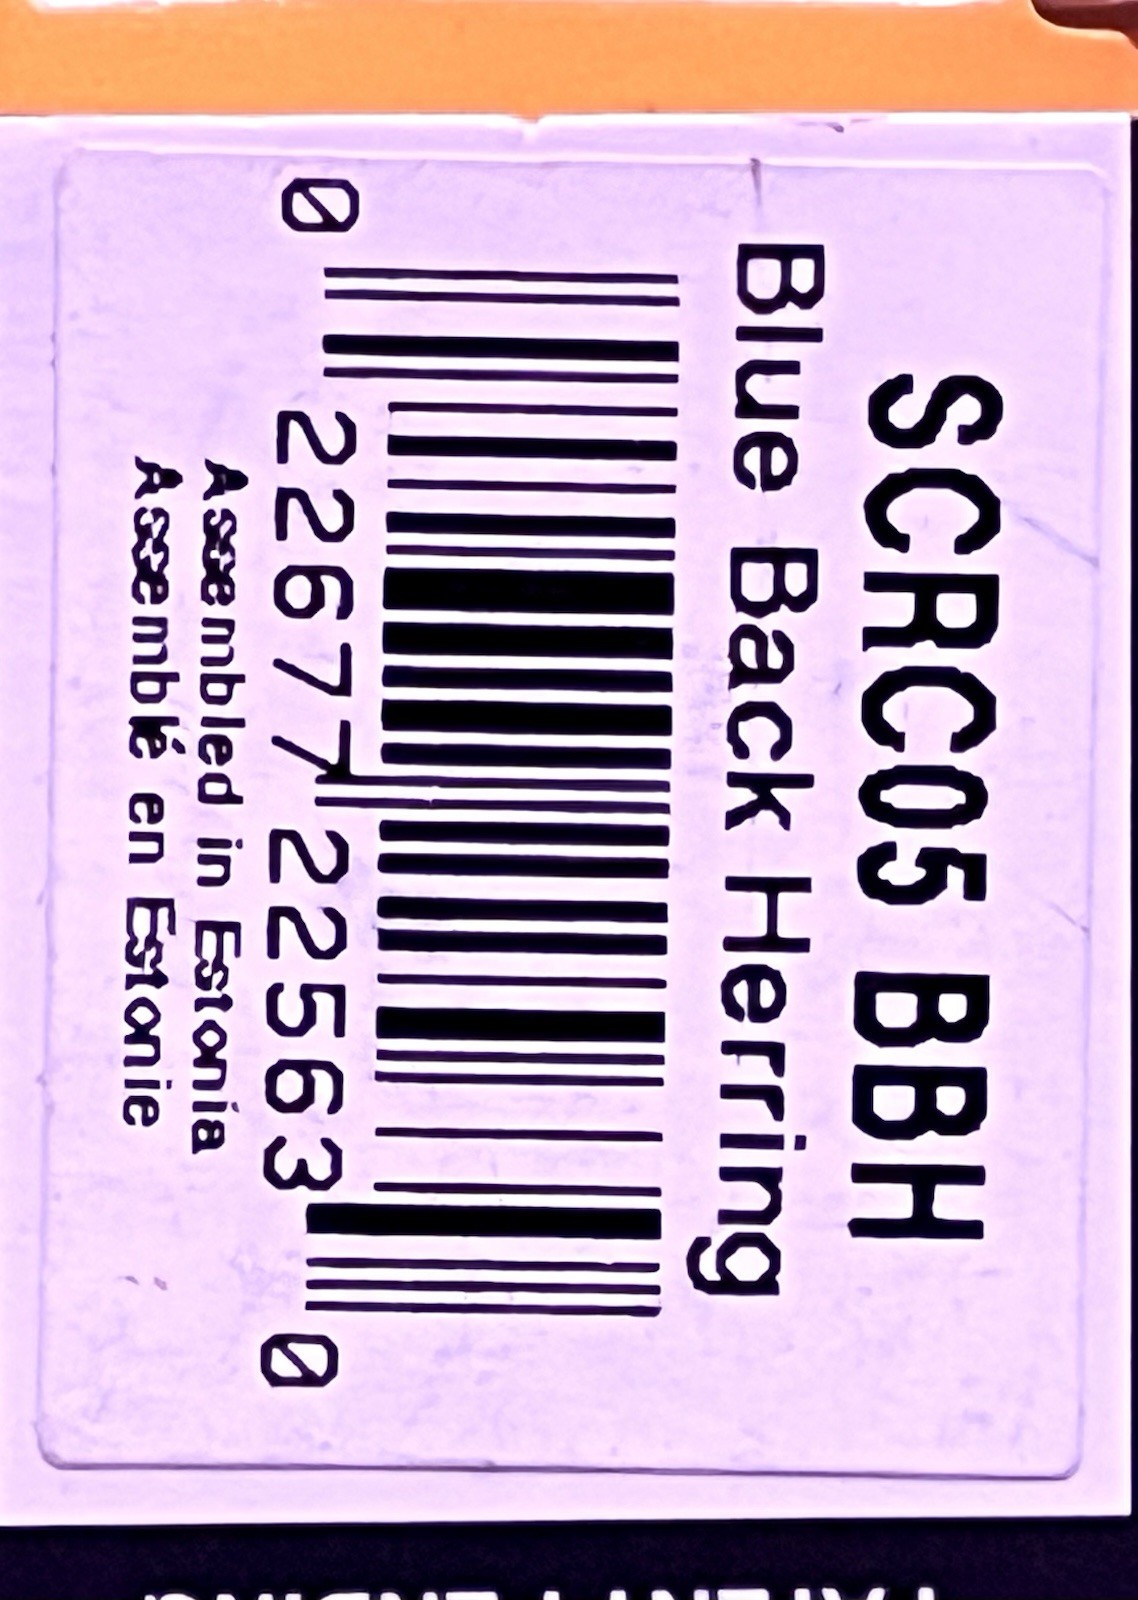 SCRC05 BBH
Blue Back Herring
0 22677 22563 0
Assembled in Estonia
Assemblé en Estonie